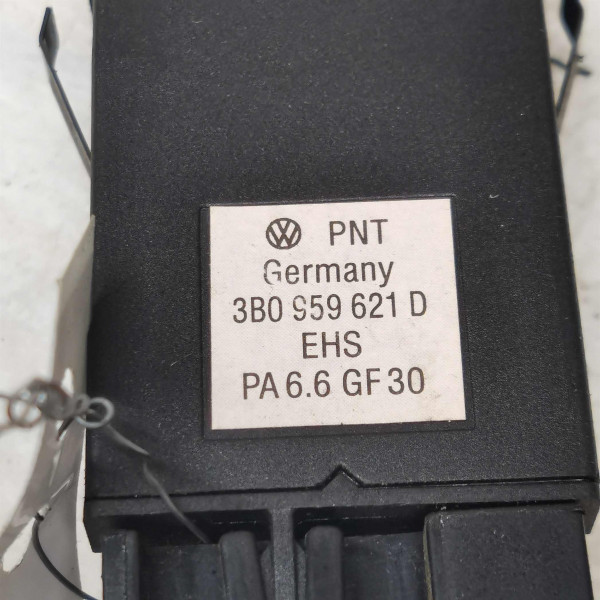 PNT
Germany
3B0 959 621 D
EHS
PA 6.6 GF 30